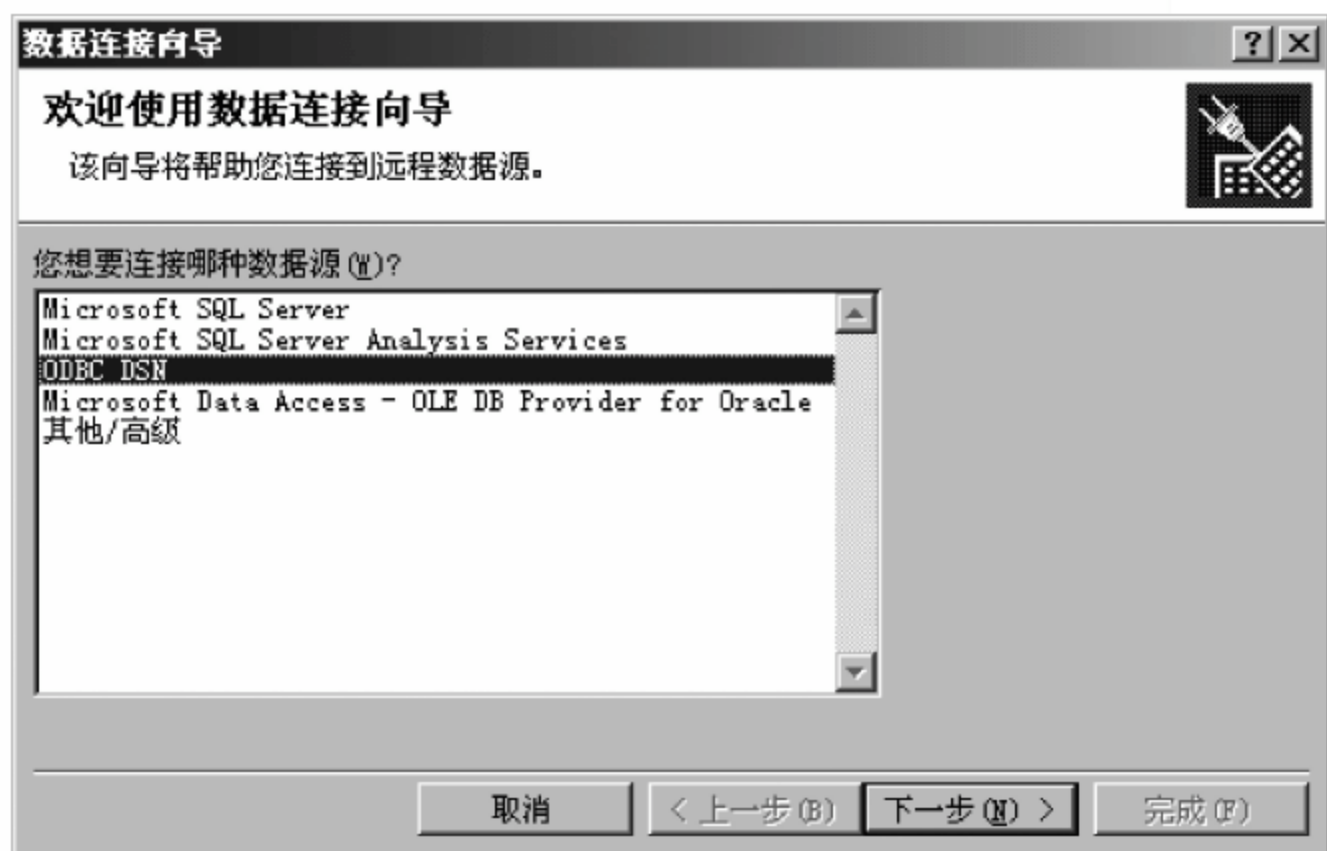 数据连接向导
欢迎使用数据连接向导
该向导将帮助您连接到远程数据源。
您想要连接哪种数据源(W)?
Microsoft SQL Server
Microsoft SQL Server Analysis Services
ODBC DSN
Microsoft Data Access - OLE DB Provider for Oracle
其他/高级
取消
< 上一步(B)
下一步(N) >
完成(F)